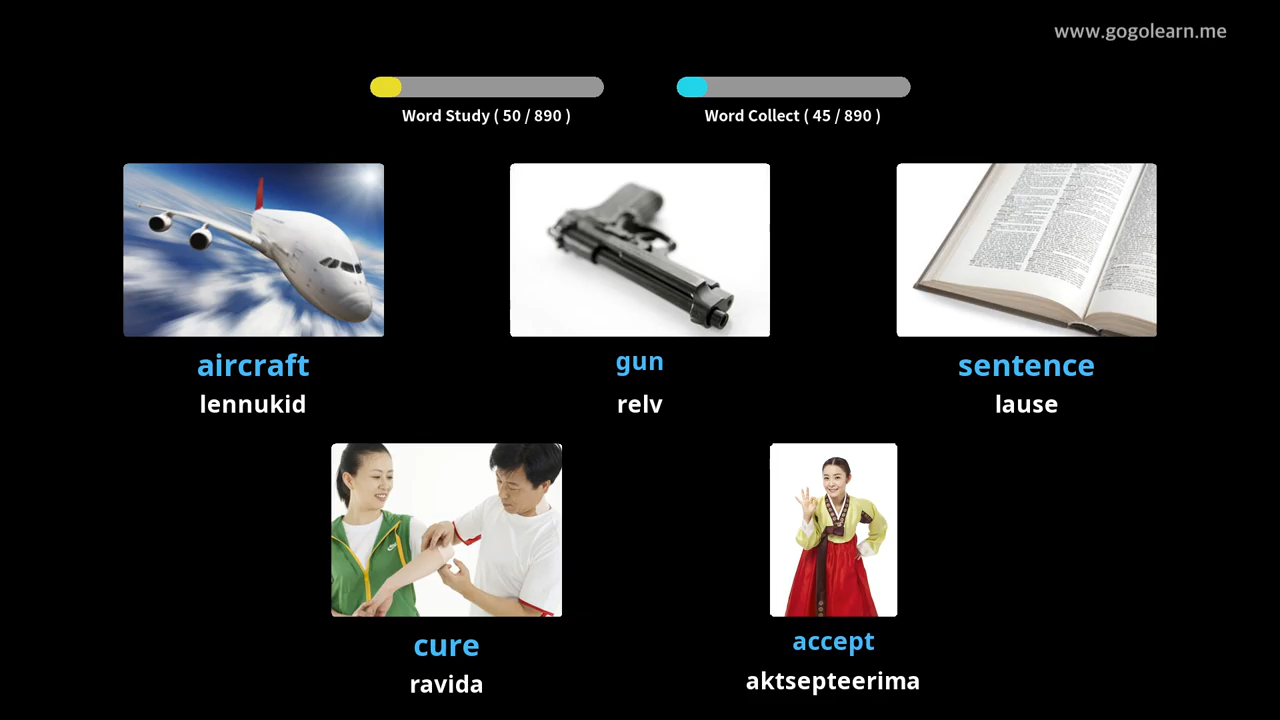 www.gogolearn.me
Word Study ( 50 / 890 )
Word Collect ( 45 / 890 )
aircraft
lennukid
gun
relv
sentence
lause
cure
ravida
accept
aktsepteerima